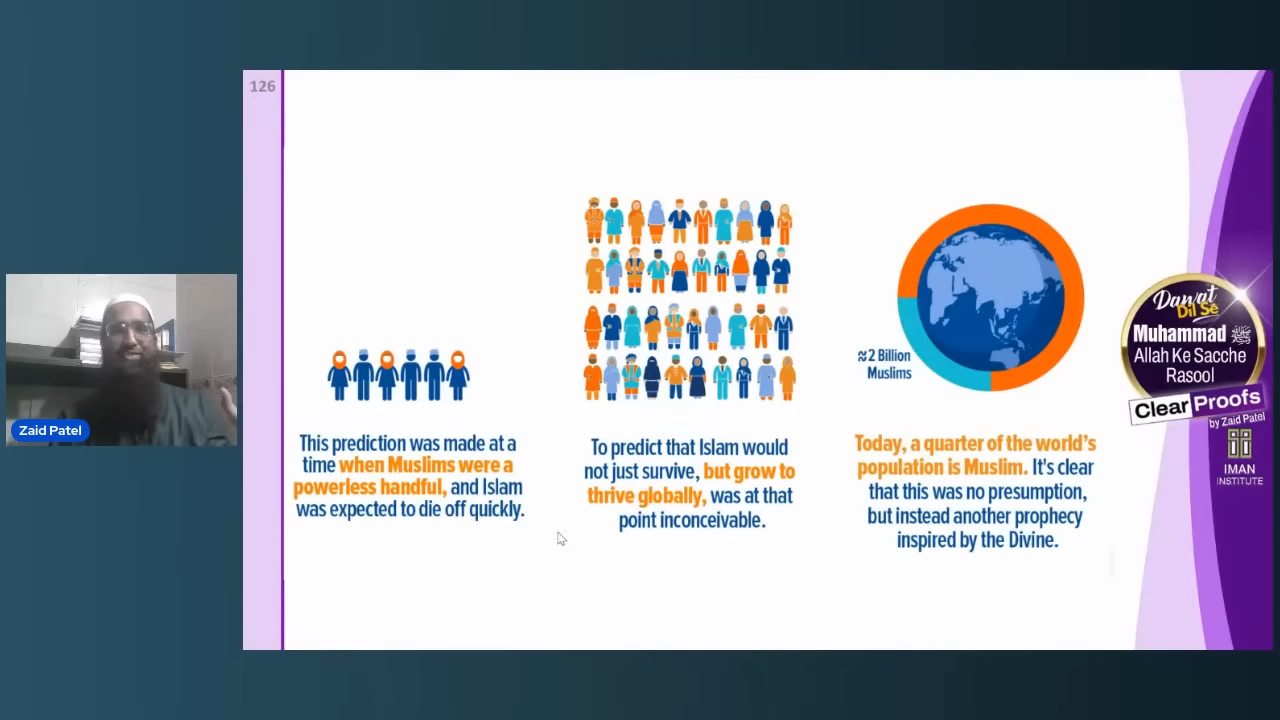 126
Zaid Patel
This prediction was made at a
time when Muslims were a
powerless handful, and Islam
was expected to die off quickly.
To predict that Islam would
not just survive, but grow to
thrive globally, was at that
point inconceivable.
≈2 Billion
Muslims
Today, a quarter of the world's
population is Muslim. It's clear
that this was no presumption,
but instead another prophecy
inspired by the Divine.
Dawat
Dil Se
Muhammad ﷺ
Allah Ke Sacche
Rasool
Clear Proofs
by Zaid Patel
IMAN
INSTITUTE